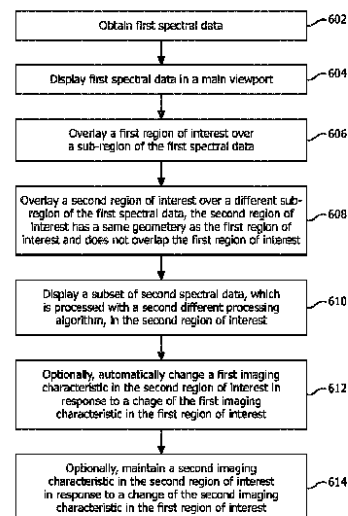 Obtain first spectral data
602
Display first spectral data in a main viewport
604
Overlay a first region of interest over
a sub-region of the first spectral data
606
Overlay a second region of interest over a different sub-
region of the first spectral data, the second region of
interest has a same geometery as the first region of
interest and does not overlap the first region of interest
608
Display a subset of second spectral data, which
is processed with a second different processing
algorithm, in the second region of interest
610
Optionally, automatically change a first imaging
characteristic in the second region of interest in
response to a chage of the first imaging
characteristic in the first region of interest
612
Optionally, maintain a second imaging
characteristic in the second region of interest
in response to a change of the second imaging
characteristic in the first region of interest
614